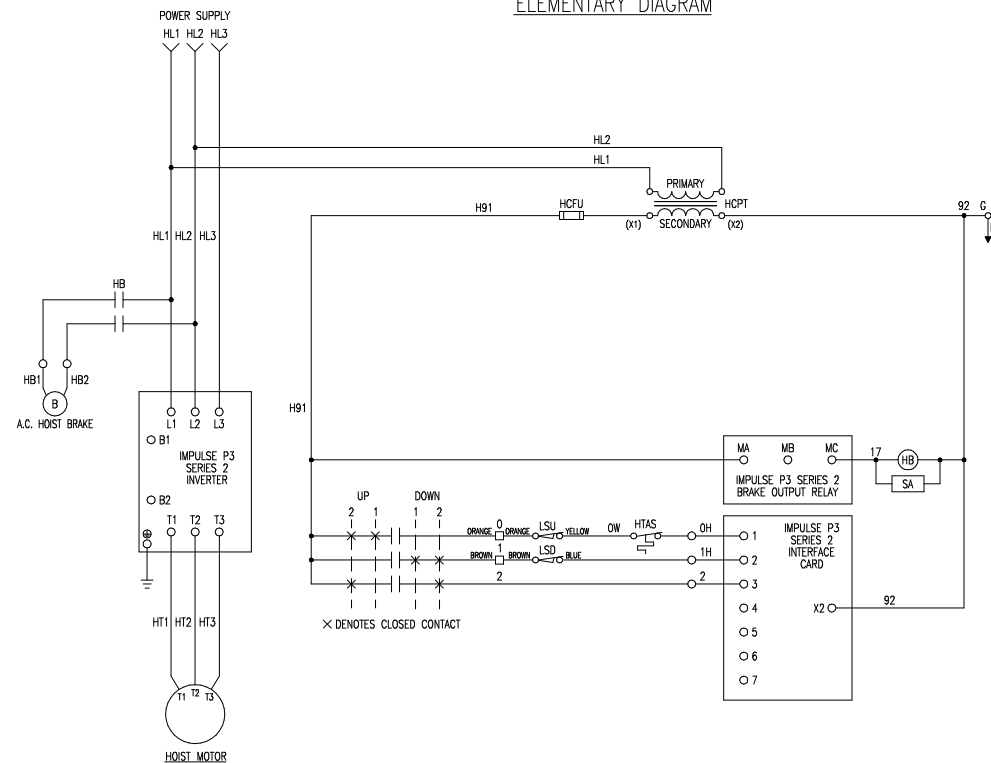 ELEMENTARY DIAGRAM
POWER SUPPLY
HL1 HL2 HL3
HL2
HL1
PRIMARY
HCPT
H91
HCFU
(X1)
SECONDARY
(X2)
92
G
HL1 HL2 HL3
HB
HB1
HB2
B
A.C. HOIST BRAKE
L1 L2 L3
B1
IMPULSE P3
SERIES 2
INVERTER
B2
T1 T2 T3
HT1 HT2 HT3
T1 T2 T3
HOIST MOTOR
H91
MA MB MC
IMPULSE P3 SERIES 2
BRAKE OUTPUT RELAY
17
HB
SA
UP DOWN
2 1 1 2
ORANGE 0 ORANGE LSU YELLOW OW HTAS OH
BROWN 1 BROWN LSD BLUE 1H
2 2
X DENOTES CLOSED CONTACT
IMPULSE P3
SERIES 2
INTERFACE
CARD
1
2
3
4
5
6
7
X2
92